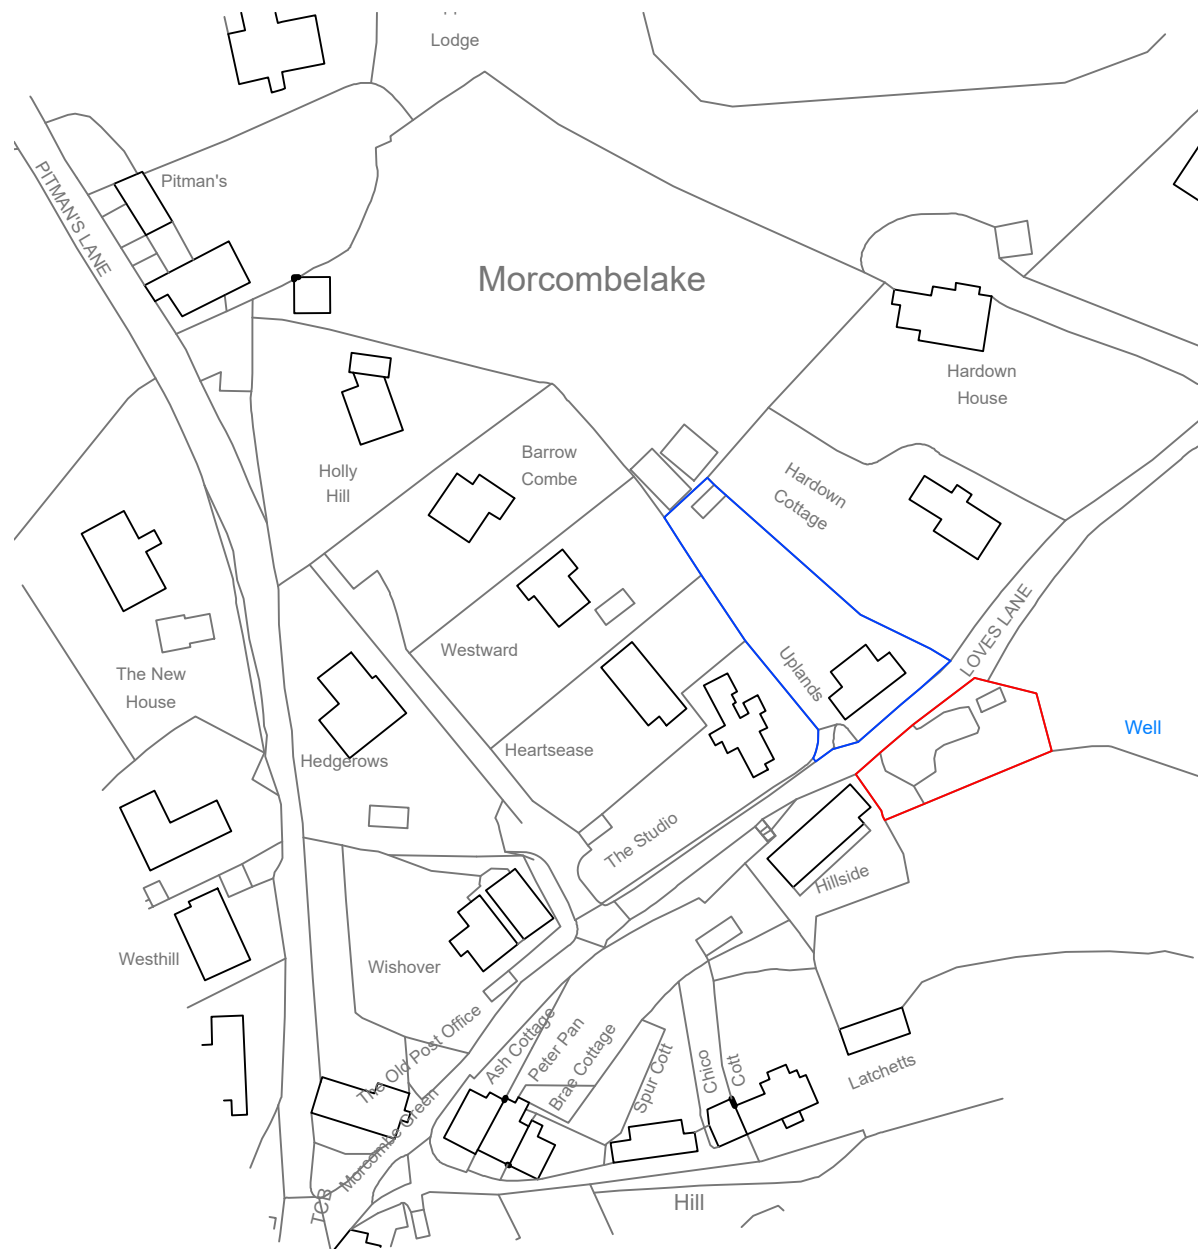 Lodge
PITMAN'S LANE
Pitman's
Morcombelake
Hardown
House
Holly
Hill
Barrow
Combe
Hardown
Cottage
LOVES LANE
Westward
Uplands
The New
House
Well
Hedgerows
Heartsease
The Studio
Hillside
Westhill
Wishover
The Old Post Office
Ash Cottage
Peter Pan
Brae Cottage
Spur Cott
Chico
Cott
Latchetts
Morcombe Green
TCB
Hill